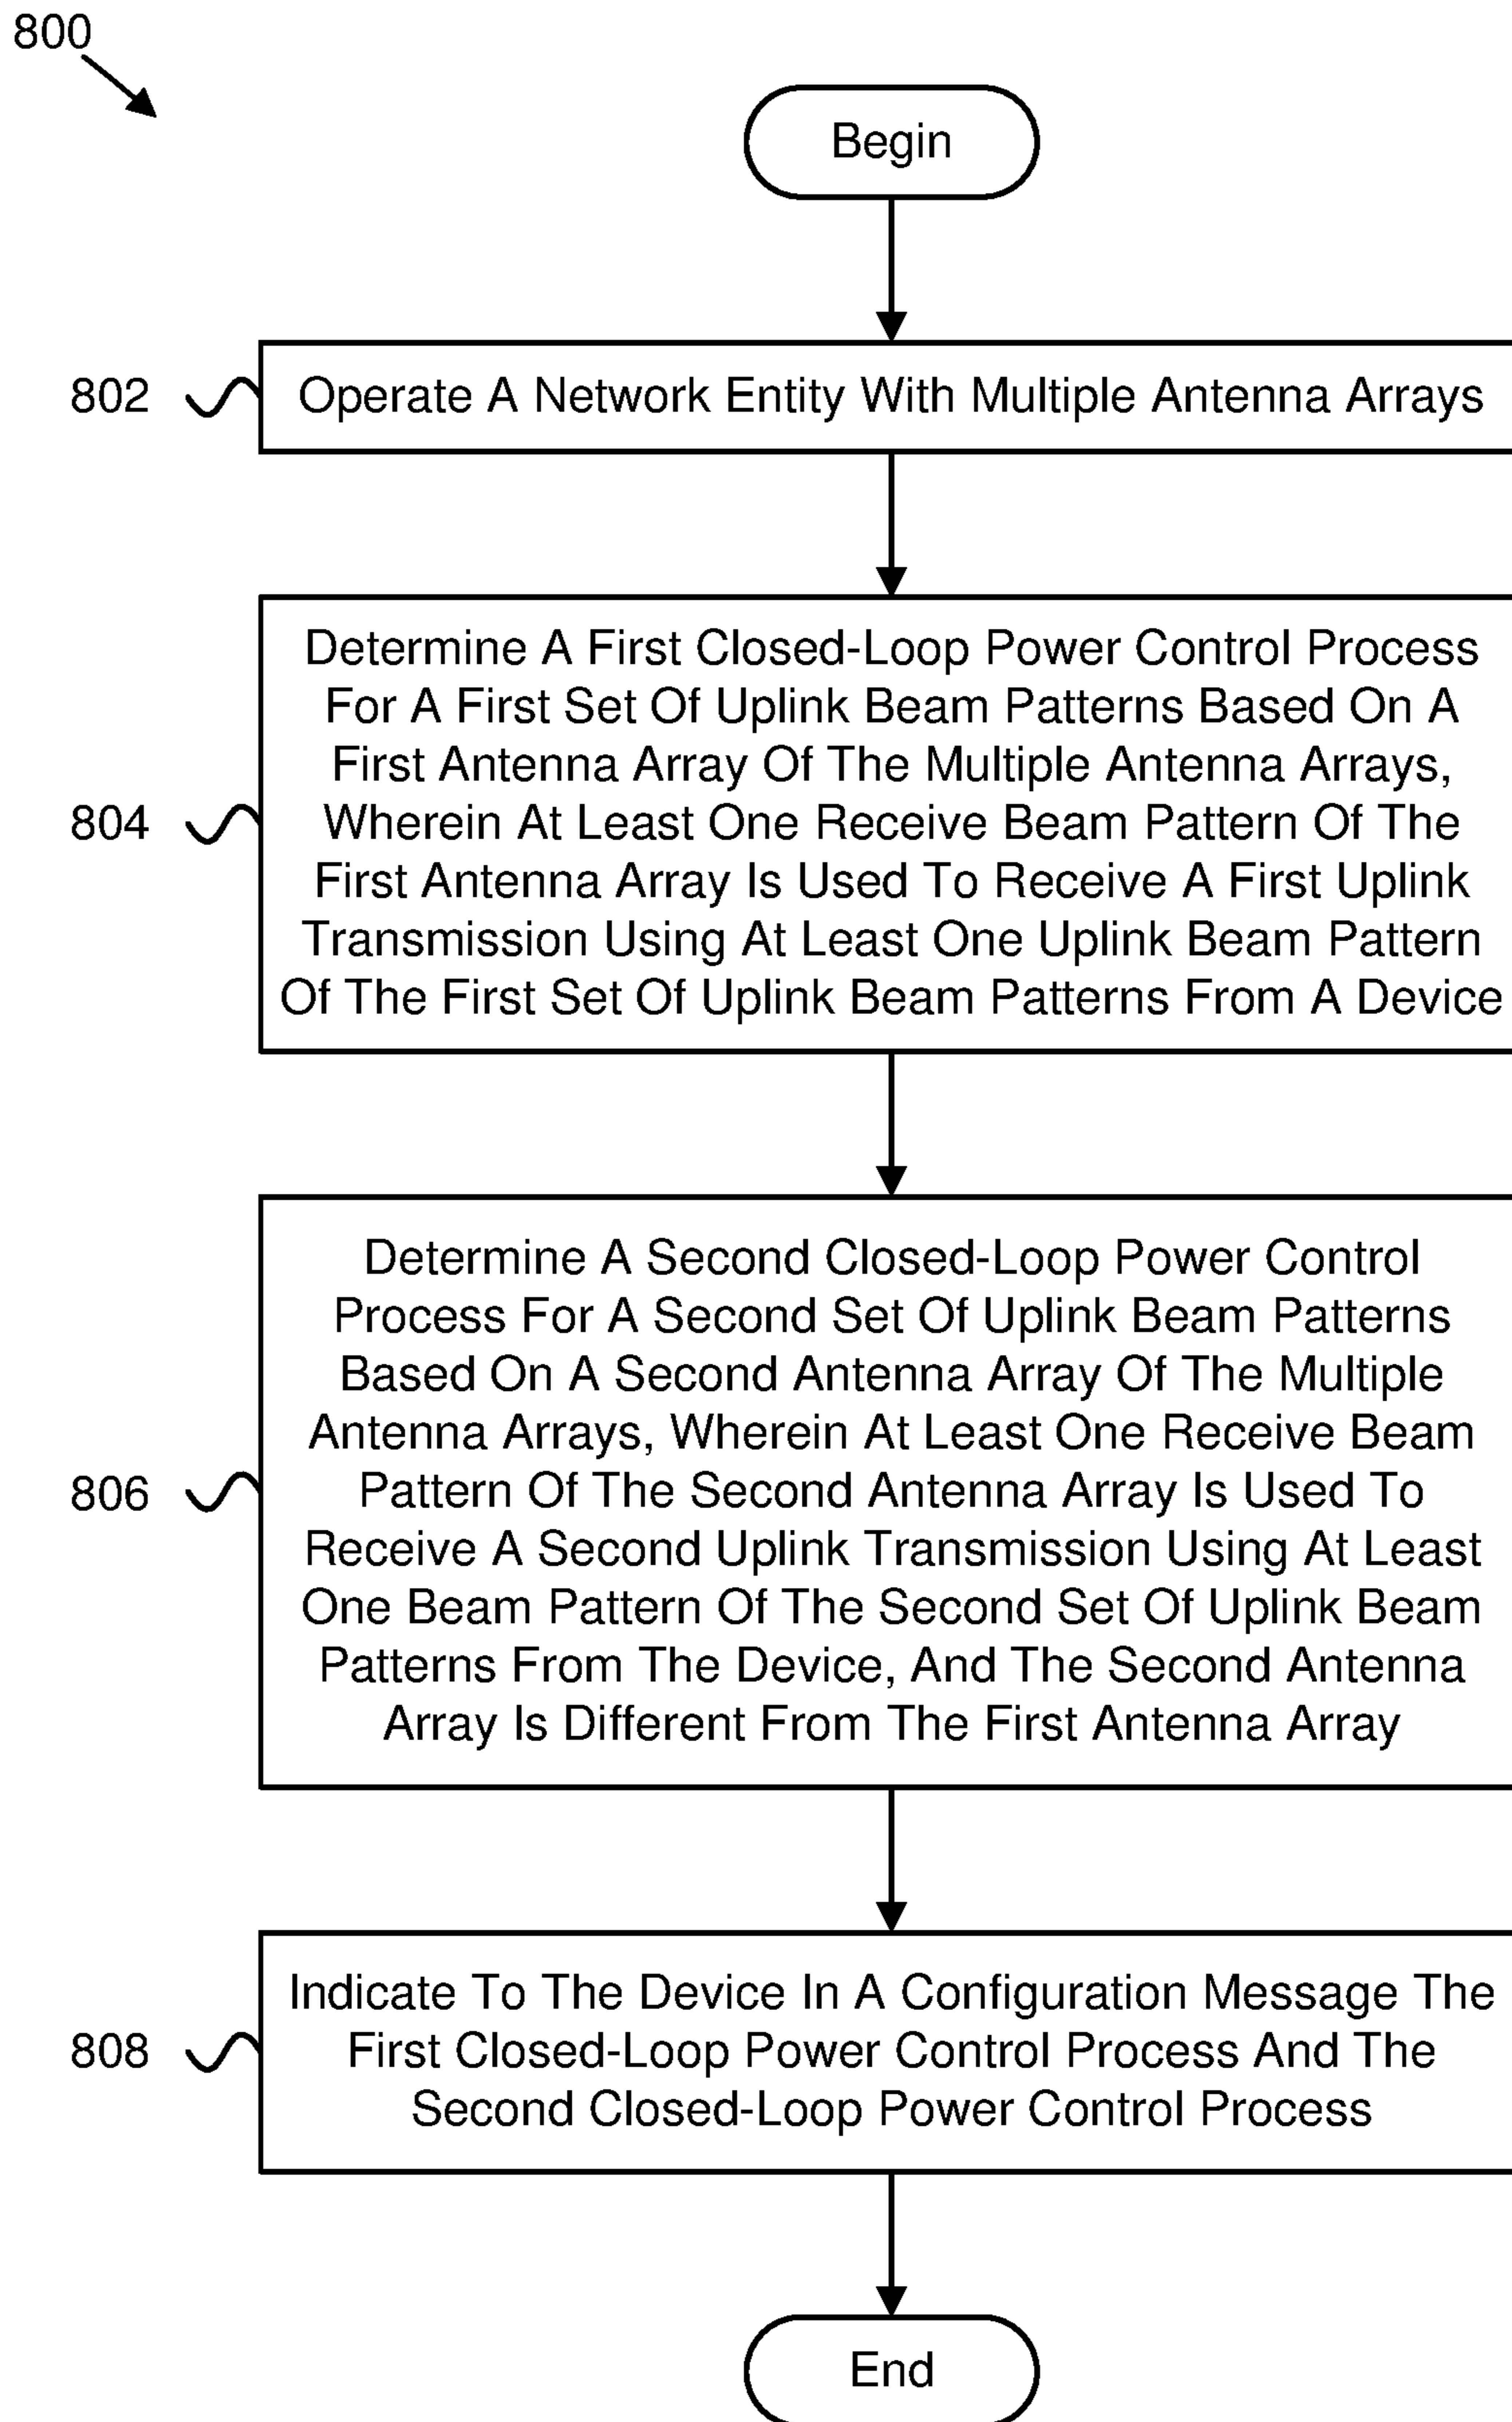 800
Begin
802
Operate A Network Entity With Multiple Antenna Arrays
804
Determine A First Closed-Loop Power Control Process
For A First Set Of Uplink Beam Patterns Based On A
First Antenna Array Of The Multiple Antenna Arrays,
Wherein At Least One Receive Beam Pattern Of The
First Antenna Array Is Used To Receive A First Uplink
Transmission Using At Least One Uplink Beam Pattern
Of The First Set Of Uplink Beam Patterns From A Device
806
Determine A Second Closed-Loop Power Control
Process For A Second Set Of Uplink Beam Patterns
Based On A Second Antenna Array Of The Multiple
Antenna Arrays, Wherein At Least One Receive Beam
Pattern Of The Second Antenna Array Is Used To
Receive A Second Uplink Transmission Using At Least
One Beam Pattern Of The Second Set Of Uplink Beam
Patterns From The Device, And The Second Antenna
Array Is Different From The First Antenna Array
808
Indicate To The Device In A Configuration Message The
First Closed-Loop Power Control Process And The
Second Closed-Loop Power Control Process
End